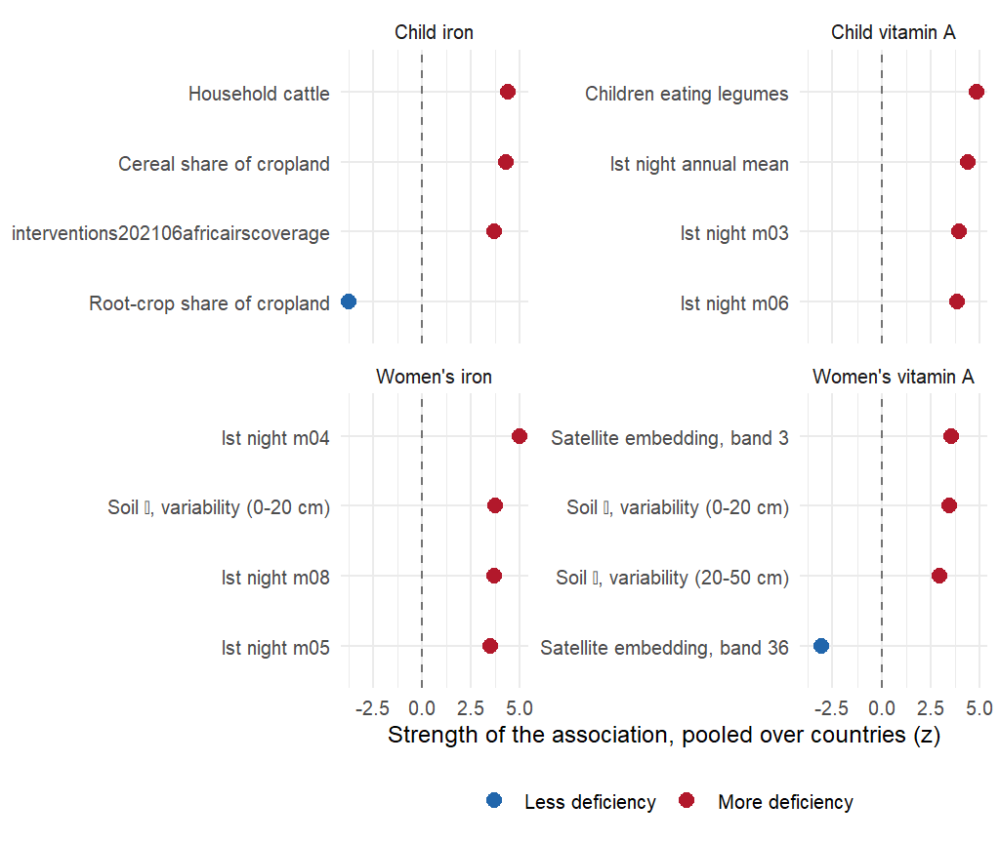 Child iron
Household cattle
Cereal share of cropland
interventions202106africairscoverage
Root-crop share of cropland
Child vitamin A
Children eating legumes
lst night annual mean
lst night m03
lst night m06
Women's iron
lst night m04
Soil ▯, variability (0-20 cm)
lst night m08
lst night m05
-2.5 0.0 2.5 5.0
Women's vitamin A
Satellite embedding, band 3
Soil ▯, variability (0-20 cm)
Soil ▯, variability (20-50 cm)
Satellite embedding, band 36
-2.5 0.0 2.5 5.0
Strength of the association, pooled over countries (z)
Less deficiency More deficiency